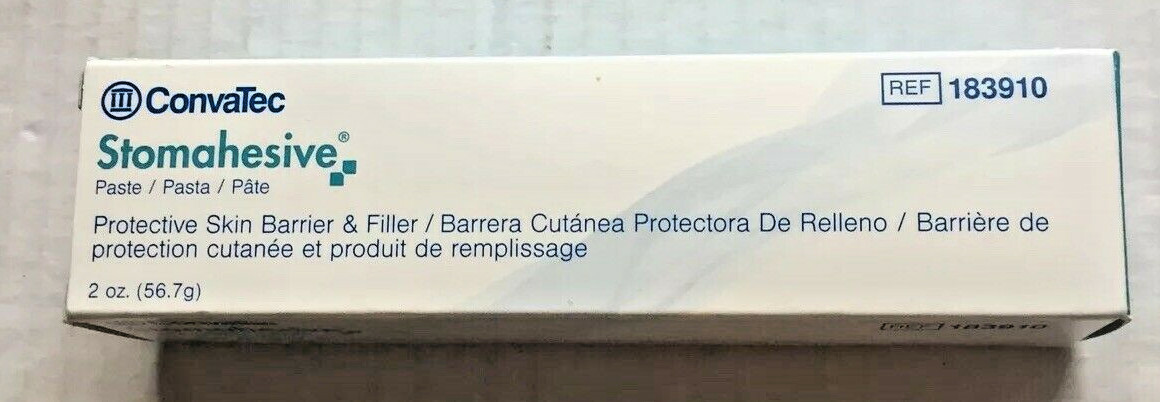 ConvaTec
REF 183910
Stomahesive®
Paste / Pasta / Pâte
Protective Skin Barrier & Filler / Barrera Cutánea Protectora De Relleno / Barrière de
protection cutanée et produit de remplissage
2 oz. (56.7g)
REF 183910